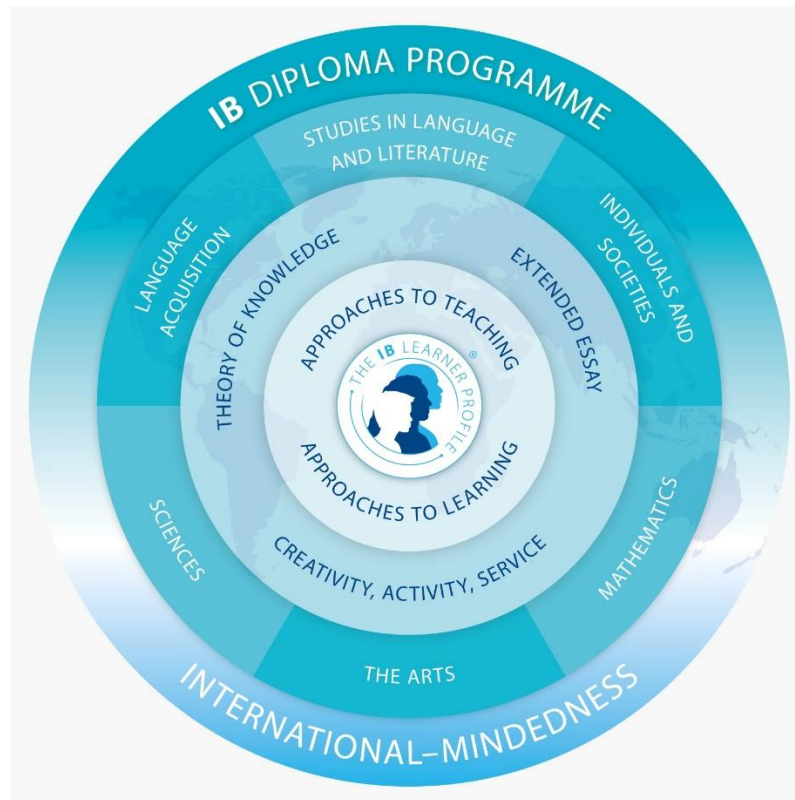 IB DIPLOMA PROGRAMME
STUDIES IN LANGUAGE
AND LITERATURE
LANGUAGE
ACQUISITION
INDIVIDUALS AND
SOCIETIES
THEORY OF KNOWLEDGE
EXTENDED ESSAY
APPROACHES TO TEACHING
THE IB LEARNER PROFILE ®
APPROACHES TO LEARNING
CREATIVITY, ACTIVITY, SERVICE
SCIENCES
MATHEMATICS
THE ARTS
INTERNATIONAL–MINDEDNESS